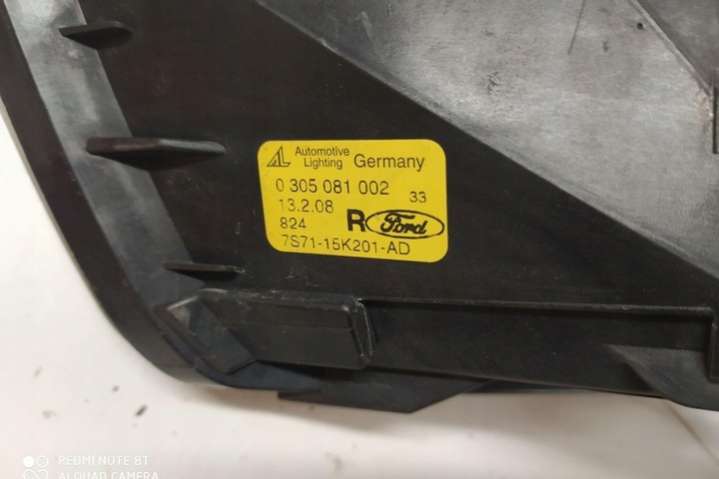 AL Automotive Lighting Germany
0 305 081 002 33
13.2.08
824 R Ford
7S71-15K201-AD
REDMI NOTE 8T
AI QUAD CAMERA